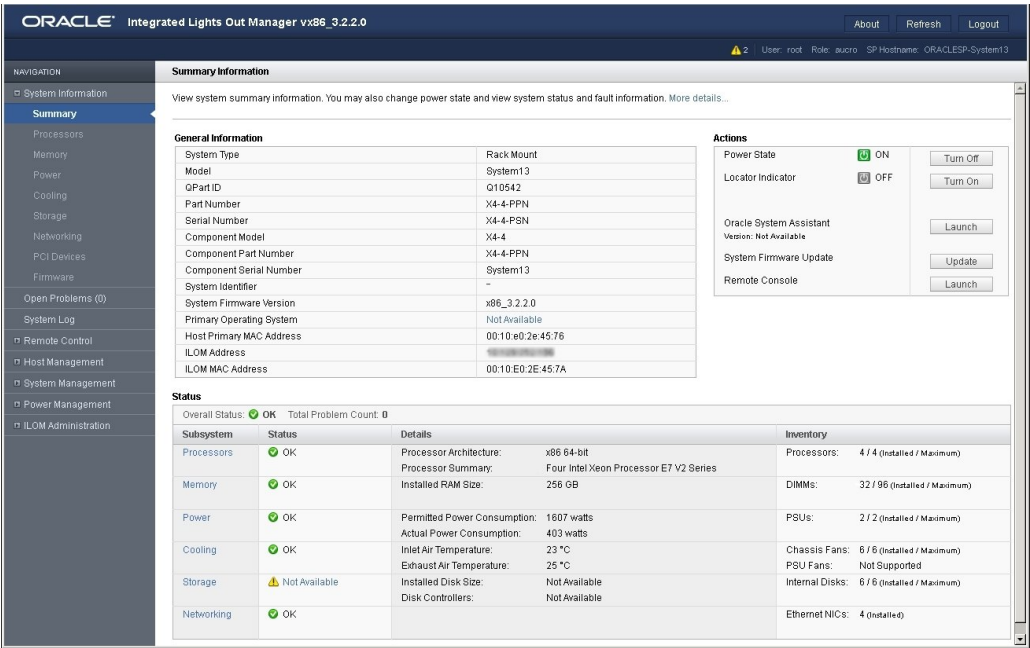 ORACLE® Integrated Lights Out Manager vx86_3.2.2.0
About Refresh Logout
2 User: root Role: aucro SP Hostname: ORACLESP-System13
NAVIGATION
System Information
Summary
Processors
Memory
Power
Cooling
Storage
Networking
PCI Devices
Firmware
Open Problems (0)
System Log
Remote Control
Host Management
System Management
Power Management
ILOM Administration
Summary Information
View system summary information. You may also change power state and view system status and fault information. More details...
General Information
System Type Rack Mount
Model System13
QPart ID Q10542
Part Number X4-4-PPN
Serial Number X4-4-PSN
Component Model X4-4
Component Part Number X4-4-PPN
Component Serial Number System13
System Identifier -
System Firmware Version x86_3.2.2.0
Primary Operating System Not Available
Host Primary MAC Address 00:10:e0:2e:45:76
ILOM Address
ILOM MAC Address 00:10:E0:2E:45:7A
Actions
Power State ON Turn Off
Locator Indicator OFF Turn On
Oracle System Assistant Launch
Version: Not Available
System Firmware Update Update
Remote Console Launch
Status
Overall Status: OK Total Problem Count: 0
Subsystem Status Details Inventory
Processors OK Processor Architecture: x86 64-bit Processors: 4 / 4 (Installed / Maximum)
Processor Summary: Four Intel Xeon Processor E7 V2 Series
Memory OK Installed RAM Size: 256 GB DIMMs: 32 / 96 (Installed / Maximum)
Power OK Permitted Power Consumption: 1607 watts PSUs: 2 / 2 (Installed / Maximum)
Actual Power Consumption: 403 watts
Cooling OK Inlet Air Temperature: 23 °C Chassis Fans: 6 / 6 (Installed / Maximum)
Exhaust Air Temperature: 25 °C PSU Fans: Not Supported
Storage Not Available Installed Disk Size: Not Available Internal Disks: 6 / 6 (Installed / Maximum)
Disk Controllers: Not Available
Networking OK Ethernet NICs: 4 (Installed)